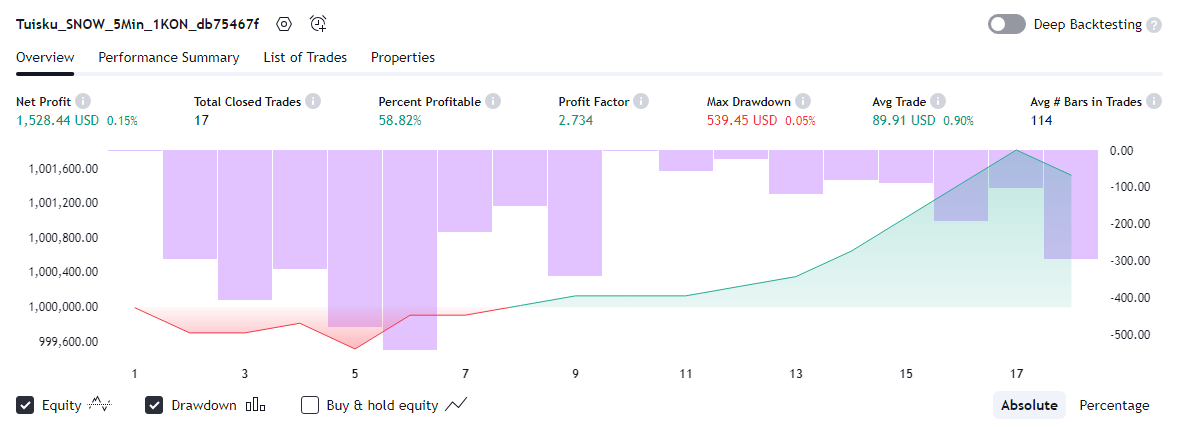 Tuisku_SNOW_5Min_1KON_db75467f
Deep Backtesting ?
Overview Performance Summary List of Trades Properties
Net Profit i Total Closed Trades i Percent Profitable i Profit Factor i Max Drawdown i Avg Trade i Avg # Bars in Trades i
1,528.44 USD 0.15% 17 58.82% 2.734 539.45 USD 0.05% 89.91 USD 0.90% 114
0.00
1,001,600.00
-100.00
1,001,200.00
-200.00
1,000,800.00
-300.00
1,000,400.00
-400.00
1,000,000.00
-500.00
999,600.00
1 3 5 7 9 11 13 15 17
Equity Drawdown Buy & hold equity Absolute Percentage